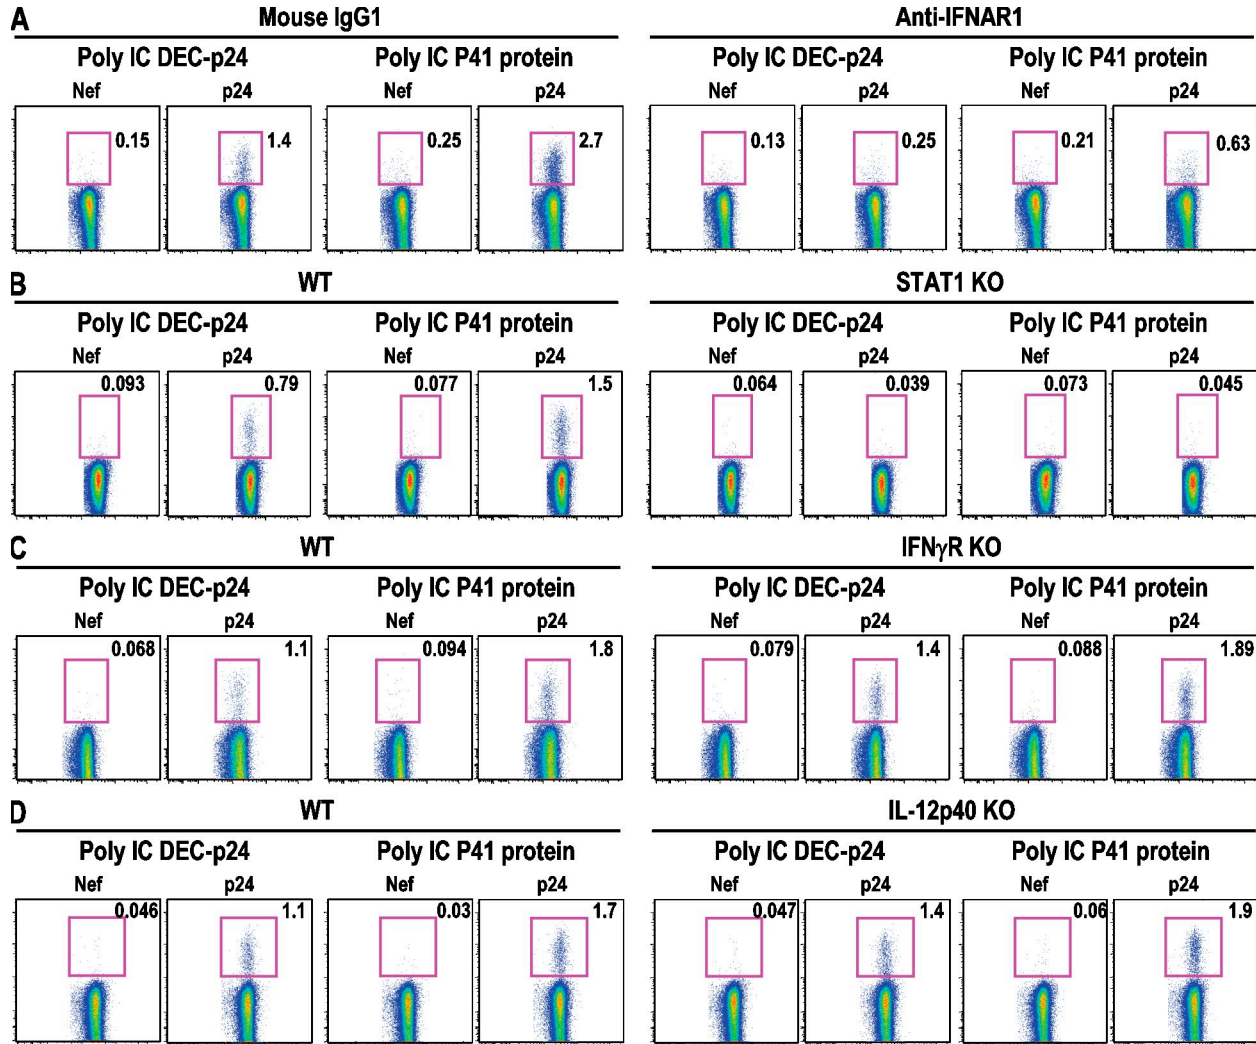 A Mouse IgG1 Anti-IFNAR1
Poly IC DEC-p24 Poly IC P41 protein Poly IC DEC-p24 Poly IC P41 protein
Nef p24 Nef p24 Nef p24 Nef p24
0.15 1.4 0.25 2.7 0.13 0.25 0.21 0.63
B WT STAT1 KO
Poly IC DEC-p24 Poly IC P41 protein Poly IC DEC-p24 Poly IC P41 protein
Nef p24 Nef p24 Nef p24 Nef p24
0.093 0.79 0.077 1.5 0.064 0.039 0.073 0.045
C WT IFNγR KO
Poly IC DEC-p24 Poly IC P41 protein Poly IC DEC-p24 Poly IC P41 protein
Nef p24 Nef p24 Nef p24 Nef p24
0.068 1.1 0.094 1.8 0.079 1.4 0.088 1.89
D WT IL-12p40 KO
Poly IC DEC-p24 Poly IC P41 protein Poly IC DEC-p24 Poly IC P41 protein
Nef p24 Nef p24 Nef p24 Nef p24
0.046 1.1 0.03 1.7 0.047 1.4 0.06 1.9